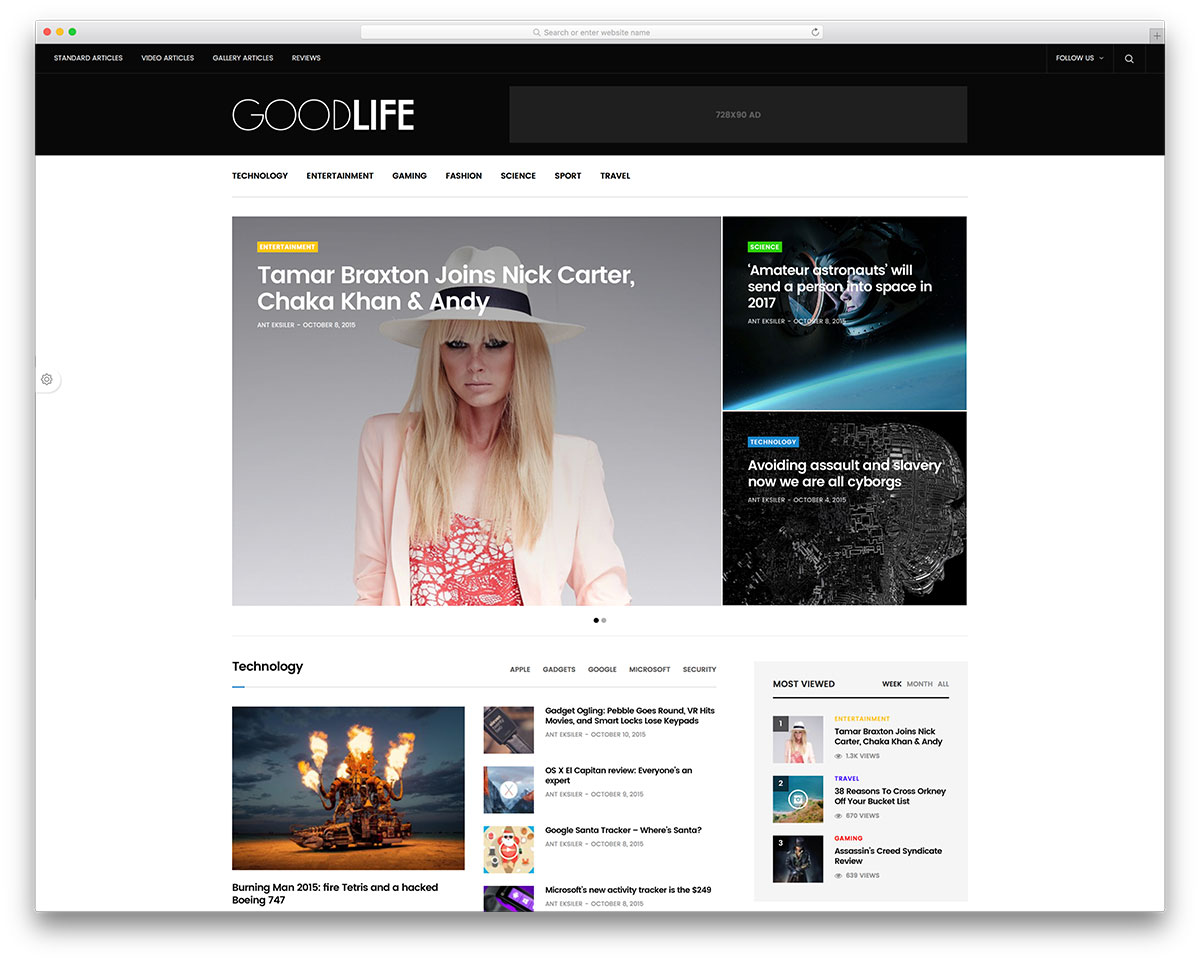 Search or enter website name
STANDARD ARTICLES VIDEO ARTICLES GALLERY ARTICLES REVIEWS FOLLOW US
GOODLIFE
728X90 AD
TECHNOLOGY ENTERTAINMENT GAMING FASHION SCIENCE SPORT TRAVEL
ENTERTAINMENT
Tamar Braxton Joins Nick Carter,
Chaka Khan & Andy
ANT EKSILER - OCTOBER 8, 2015
SCIENCE
‘Amateur astronauts’ will
send a person into space in
2017
ANT EKSILER - OCTOBER 8, 2015
TECHNOLOGY
Avoiding assault and slavery
now we are all cyborgs
ANT EKSILER - OCTOBER 4, 2015
Technology
APPLE GADGETS GOOGLE MICROSOFT SECURITY
Burning Man 2015: fire Tetris and a hacked
Boeing 747
Gadget Ogling: Pebble Goes Round, VR Hits
Movies, and Smart Locks Lose Keypads
ANT EKSILER - OCTOBER 10, 2015
OS X El Capitan review: Everyone’s an
expert
ANT EKSILER - OCTOBER 9, 2015
Google Santa Tracker – Where’s Santa?
ANT EKSILER - OCTOBER 8, 2015
Microsoft’s new activity tracker is the $249
ANT EKSILER - OCTOBER 8, 2015
MOST VIEWED WEEK MONTH ALL
1
ENTERTAINMENT
Tamar Braxton Joins Nick
Carter, Chaka Khan & Andy
1.3K VIEWS
2
TRAVEL
38 Reasons To Cross Orkney
Off Your Bucket List
670 VIEWS
3
GAMING
Assassin’s Creed Syndicate
Review
639 VIEWS